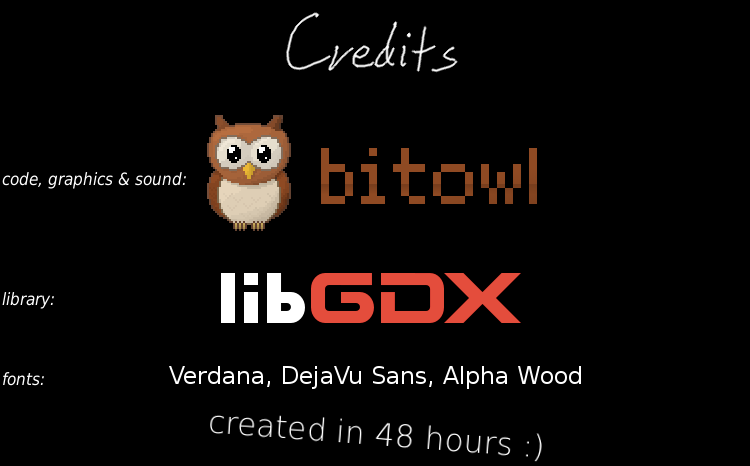 Credits
code, graphics & sound: bitowl
library: libGDX
fonts: Verdana, DejaVu Sans, Alpha Wood
created in 48 hours :)